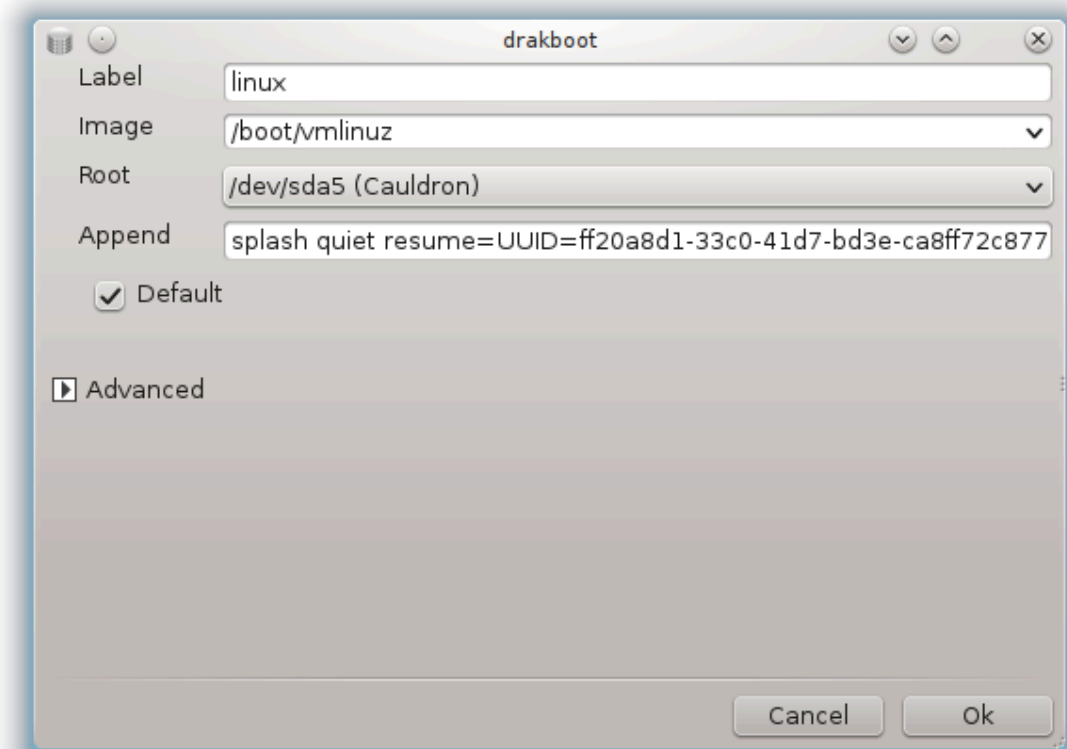 drakboot
Label linux
Image /boot/vmlinuz
Root /dev/sda5 (Cauldron)
Append splash quiet resume=UUID=ff20a8d1-33c0-41d7-bd3e-ca8ff72c877
Default
Advanced
Cancel Ok